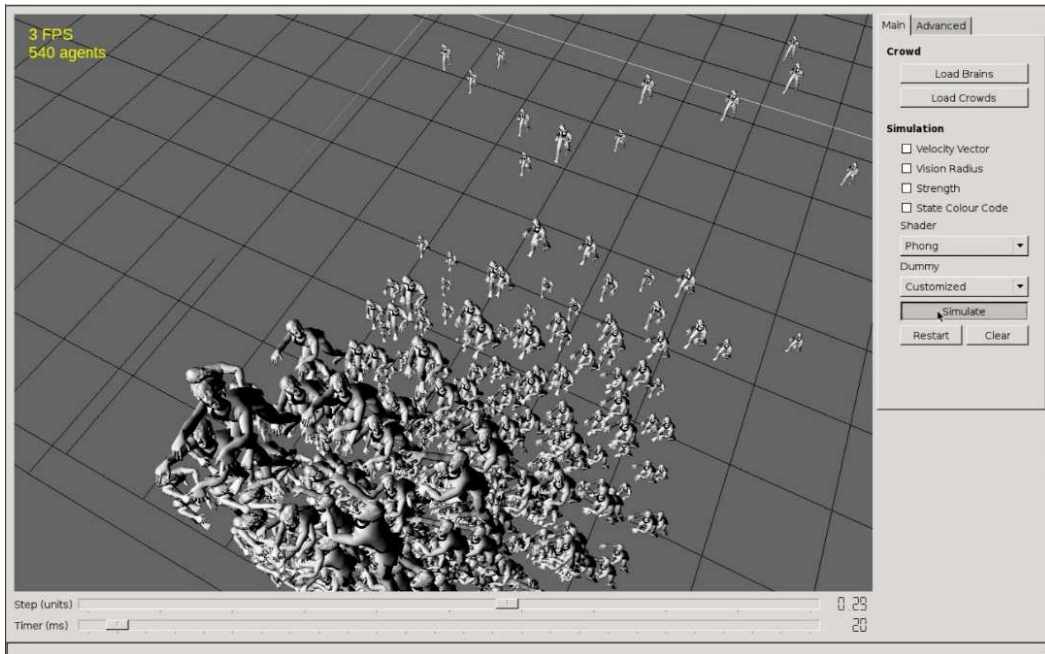 3 FPS
540 agents
Main Advanced
Crowd
Load Brains
Load Crowds
Simulation
Velocity Vector
Vision Radius
Strength
State Colour Code
Shader
Phong
Dummy
Customized
Simulate
Restart Clear
Step (units) 0.29
Timer (ms) 20